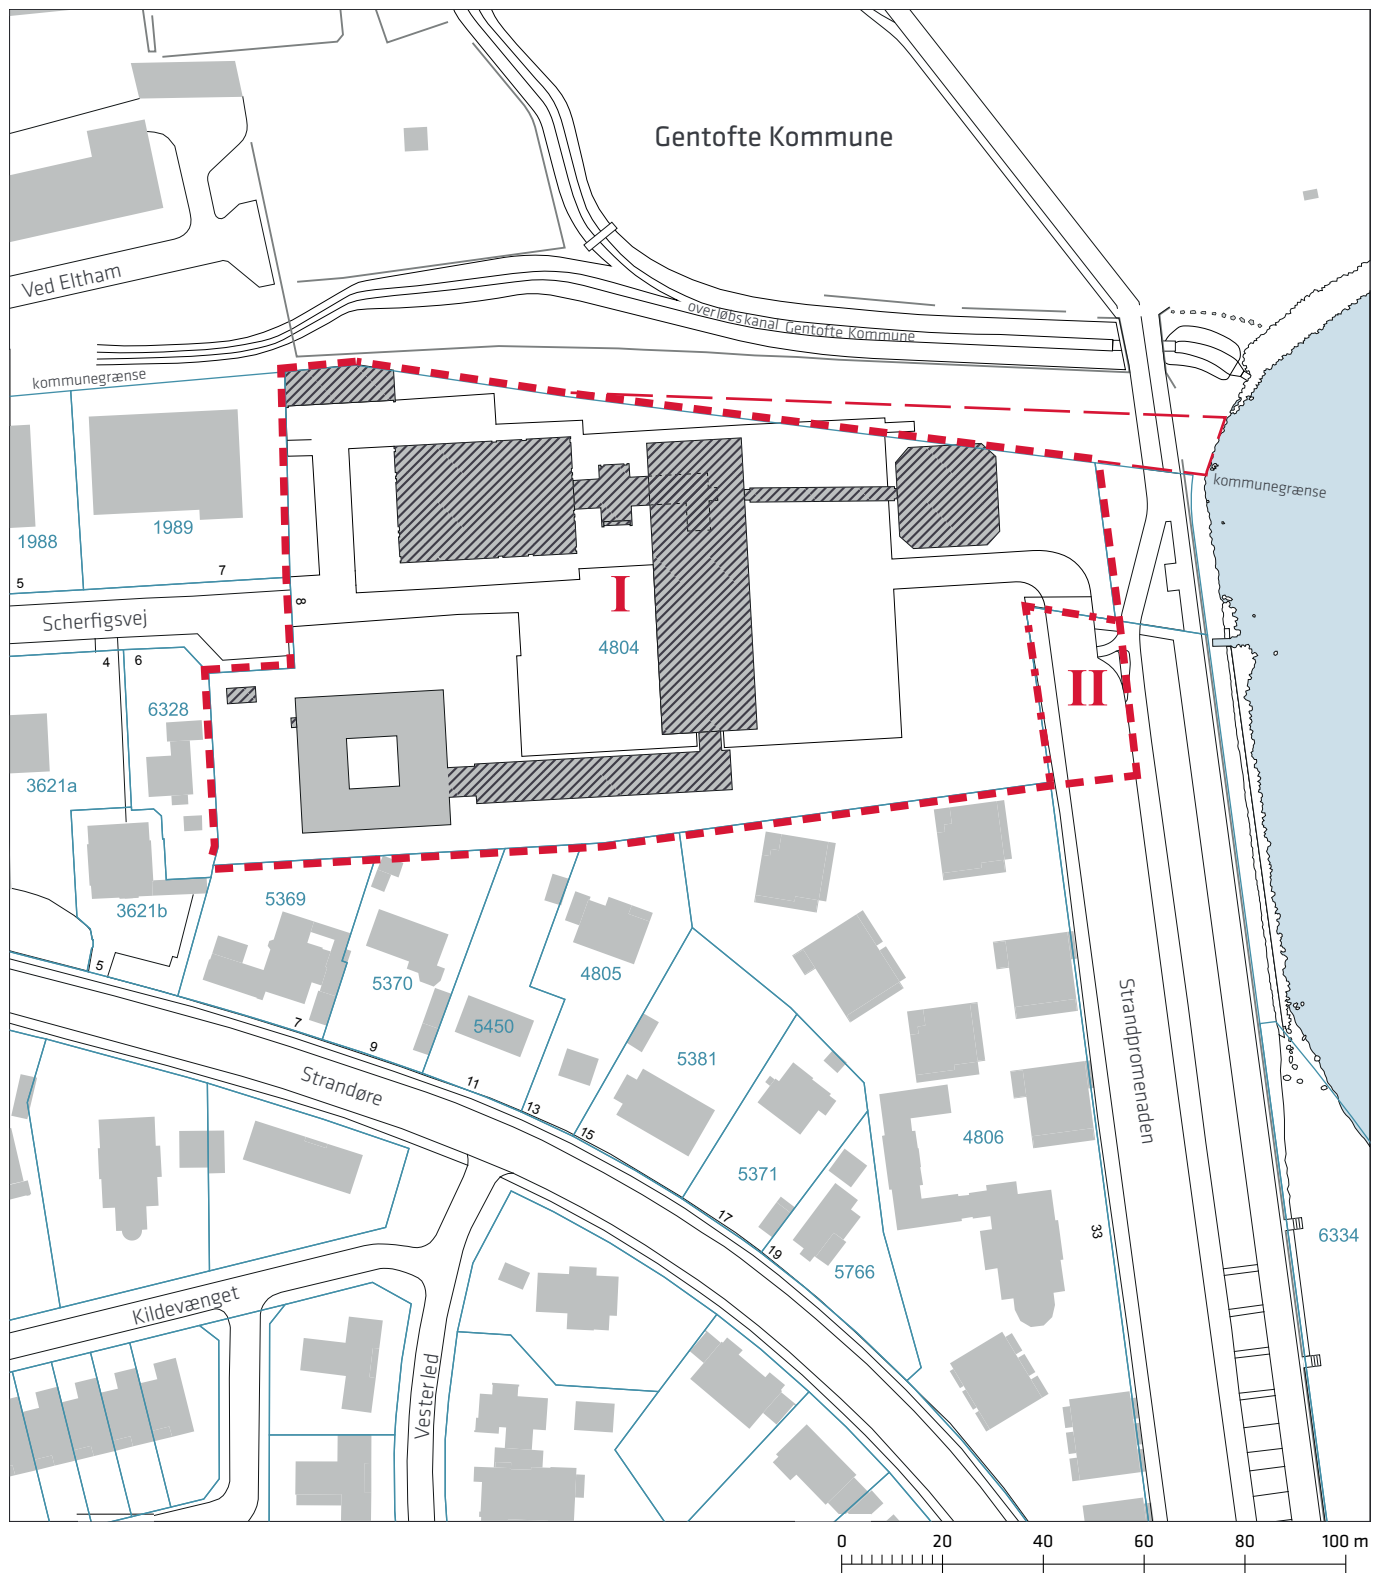 Gentofte Kommune
Ved Eltham
overløbskanal Gentofte Kommune
kommunegrænse
kommunegrænse
1988
1989
5
7
8
Scherfigsvej
I
4804
4
6
6328
II
3621a
3621b
5369
5
5370
4805
5450
5381
7
9
11
13
15
Strandøre
Strandpromenaden
4806
5371
17
19
5766
33
6334
Kildevænget
Vesterled
0 20 40 60 80 100 m